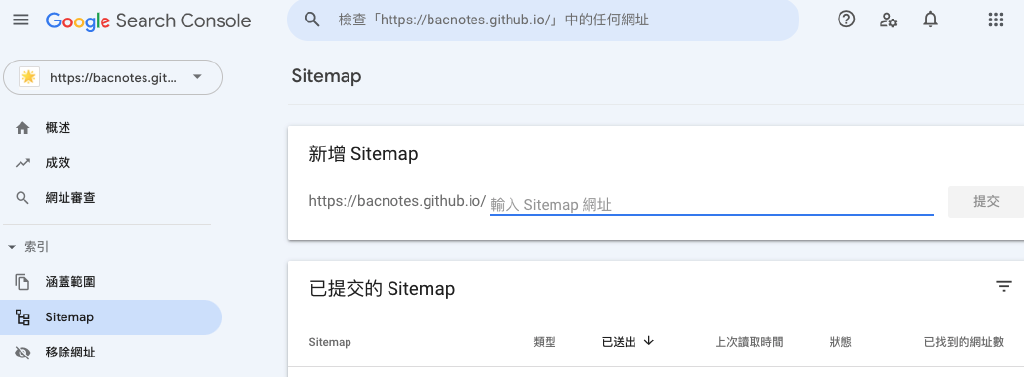 Google Search Console
檢查「https://bacnotes.github.io/」中的任何網址
https://bacnotes.git...
Sitemap
概述
成效
網址審查
索引
涵蓋範圍
Sitemap
移除網址
新增 Sitemap
https://bacnotes.github.io/ 輸入 Sitemap 網址
提交
已提交的 Sitemap
Sitemap 類型 已送出 ↓ 上次讀取時間 狀態 已找到的網址數